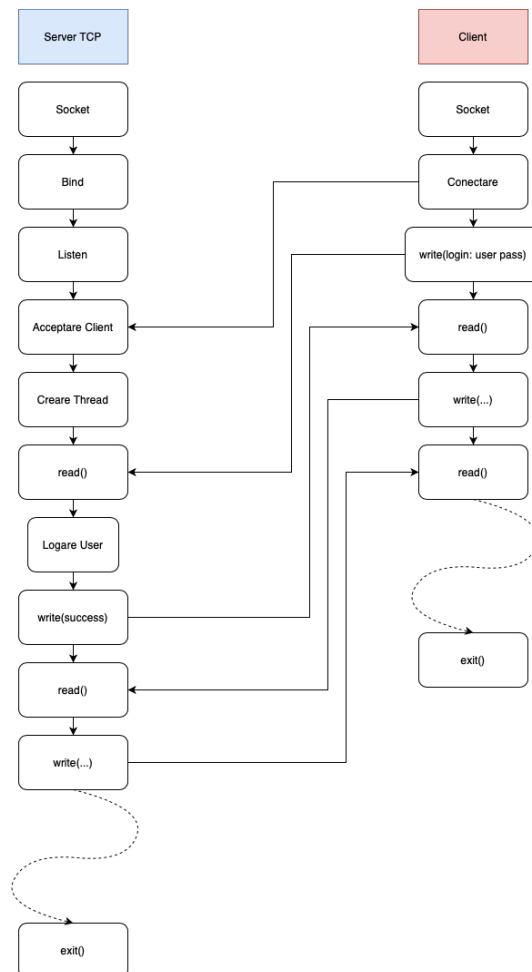 Server TCP
Socket
Bind
Listen
Acceptare Client
Creare Thread
read()
Logare User
write(success)
read()
write(...)
exit()
Client
Socket
Conectare
write(login: user pass)
read()
write(...)
read()
exit()